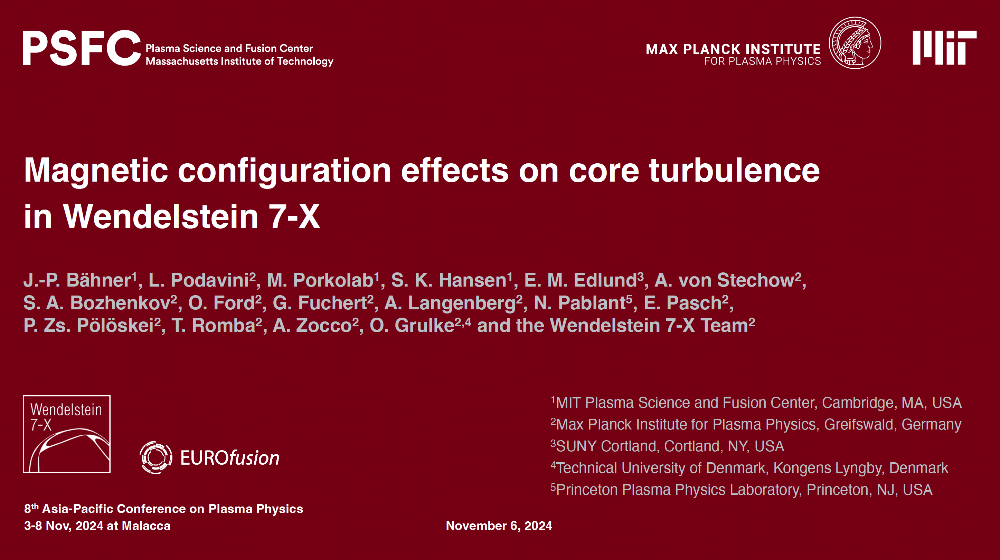 PSFC Plasma Science and Fusion Center
Massachusetts Institute of Technology
MAX PLANCK INSTITUTE
FOR PLASMA PHYSICS
MIT
Magnetic configuration effects on core turbulence
in Wendelstein 7-X
J.-P. Bähner¹, L. Podavini², M. Porkolab¹, S. K. Hansen¹, E. M. Edlund³, A. von Stechow²,
S. A. Bozhenkov², O. Ford², G. Fuchert², A. Langenberg², N. Pablant⁵, E. Pasch²,
P. Zs. Pölöskei², T. Romba², A. Zocco², O. Grulke²,⁴ and the Wendelstein 7-X Team²
Wendelstein
7-X
EUROfusion
¹MIT Plasma Science and Fusion Center, Cambridge, MA, USA
²Max Planck Institute for Plasma Physics, Greifswald, Germany
³SUNY Cortland, Cortland, NY, USA
⁴Technical University of Denmark, Kongens Lyngby, Denmark
⁵Princeton Plasma Physics Laboratory, Princeton, NJ, USA
8th Asia-Pacific Conference on Plasma Physics
3-8 Nov, 2024 at Malacca
November 6, 2024